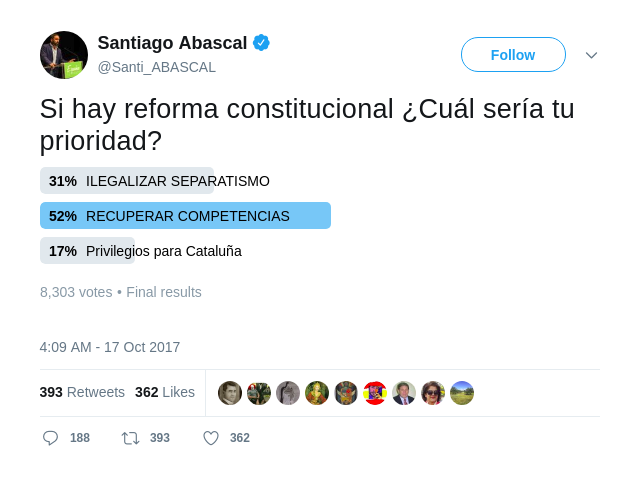 Santiago Abascal
@Santi_ABASCAL
Follow
Si hay reforma constitucional ¿Cuál sería tu
prioridad?
31% ILEGALIZAR SEPARATISMO
52% RECUPERAR COMPETENCIAS
17% Privilegios para Cataluña
8,303 votes • Final results
4:09 AM - 17 Oct 2017
393 Retweets 362 Likes
188 393 362